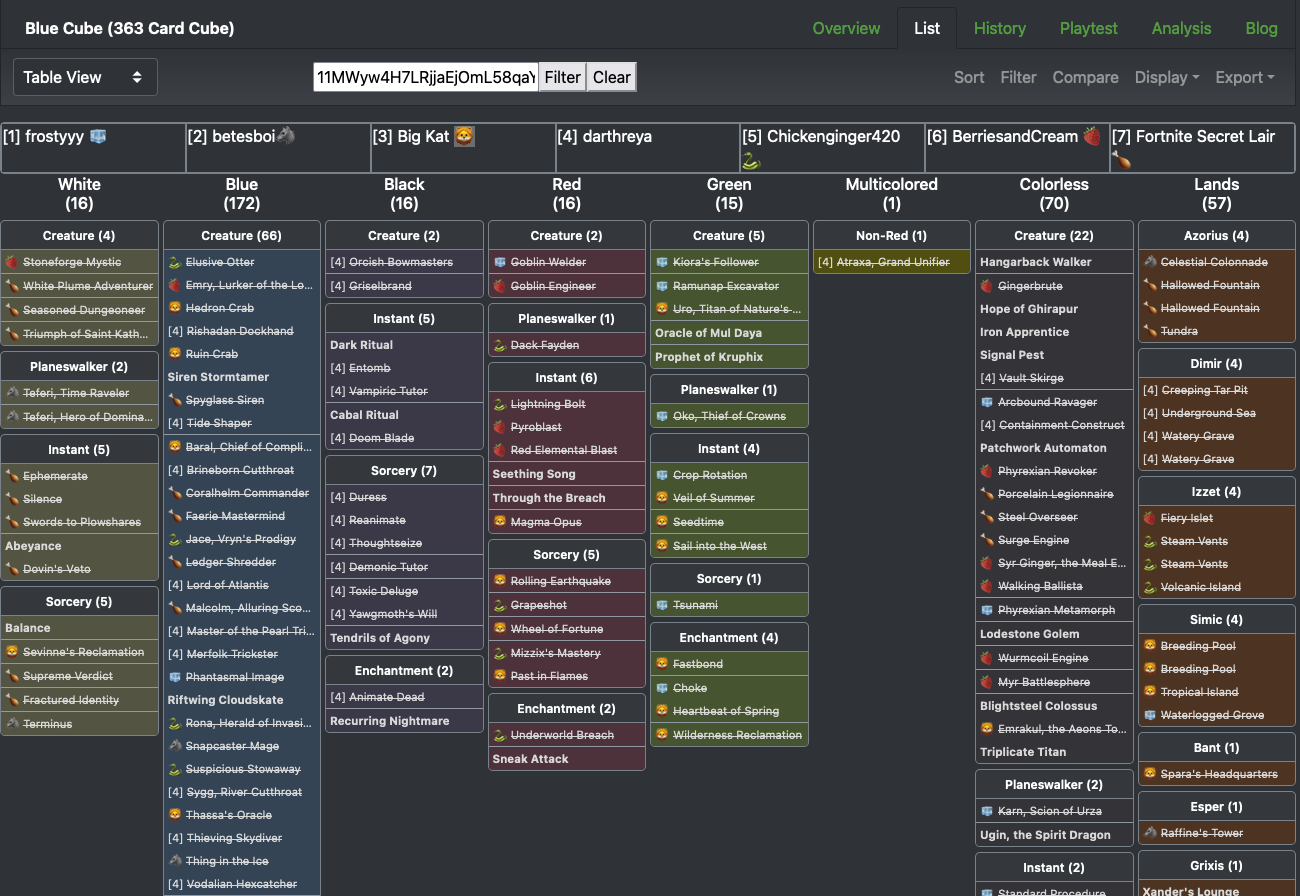 Blue Cube (363 Card Cube)
Overview
List
History
Playtest
Analysis
Blog
Table View
11MWyw4H7LRjjaEjOmL58qaY
Filter
Clear
Sort
Filter
Compare
Display
Export
[1] frostyyy
[2] betesboi
[3] Big Kat
[4] darthreya
[5] Chickenginger420
[6] BerriesandCream
[7] Fortnite Secret Lair
White
(16)
Creature (4)
Stoneforge Mystic
White Plume Adventurer
Seasoned Dungeoneer
Triumph of Saint Kath...
Planeswalker (2)
Teferi, Time Raveler
Teferi, Hero of Domina...
Instant (5)
Ephemerate
Silence
Swords to Plowshares
Abeyance
Dovin's Veto
Sorcery (5)
Balance
Sevinne's Reclamation
Supreme Verdict
Fractured Identity
Terminus
Blue
(172)
Creature (66)
Elusive Otter
Emry, Lurker of the Lo...
Hedron Crab
[4] Rishadan Dockhand
Ruin Crab
Siren Stormtamer
Spyglass Siren
[4] Tide Shaper
Baral, Chief of Compli...
[4] Brineborn Cutthroat
Coralhelm Commander
Faerie Mastermind
Jace, Vryn's Prodigy
Ledger Shredder
[4] Lord of Atlantis
Malcolm, Alluring Sco...
[4] Master of the Pearl Tri...
[4] Merfolk Trickster
Phantasmal Image
Riftwing Cloudskate
Rona, Herald of Invasi...
Snapcaster Mage
Suspicious Stowaway
[4] Sygg, River Cutthroat
Thassa's Oracle
[4] Thieving Skydiver
Thing in the Ice
[4] Vodalian Hexcatcher
Black
(16)
Creature (2)
[4] Orcish Bowmasters
[4] Griselbrand
Instant (5)
Dark Ritual
[4] Entomb
[4] Vampiric Tutor
Cabal Ritual
[4] Doom Blade
Sorcery (7)
[4] Duress
[4] Reanimate
[4] Thoughtseize
[4] Demonic Tutor
[4] Toxic Deluge
[4] Yawgmoth's Will
Tendrils of Agony
Enchantment (2)
[4] Animate Dead
Recurring Nightmare
Red
(16)
Creature (2)
Goblin Welder
Goblin Engineer
Planeswalker (1)
Dack Fayden
Instant (6)
Lightning Bolt
Pyroblast
Red Elemental Blast
Seething Song
Through the Breach
Magma Opus
Sorcery (5)
Rolling Earthquake
Grapeshot
Wheel of Fortune
Mizzix's Mastery
Past in Flames
Enchantment (2)
Underworld Breach
Sneak Attack
Green
(15)
Creature (5)
Kiora's Follower
Ramunap Excavator
Uro, Titan of Nature's ...
Oracle of Mul Daya
Prophet of Kruphix
Planeswalker (1)
Oko, Thief of Crowns
Instant (4)
Crop Rotation
Veil of Summer
Seedtime
Sail into the West
Sorcery (1)
Tsunami
Enchantment (4)
Fastbond
Choke
Heartbeat of Spring
Wilderness Reclamation
Multicolored
(1)
Non-Red (1)
[4] Atraxa, Grand Unifier
Colorless
(70)
Creature (22)
Hangarback Walker
Gingerbrute
Hope of Ghirapur
Iron Apprentice
Signal Pest
[4] Vault Skirge
Arcbound Ravager
[4] Containment Construct
Patchwork Automaton
Phyrexian Revoker
Porcelain Legionnaire
Steel Overseer
Surge Engine
Syr Ginger, the Meal E...
Walking Ballista
Phyrexian Metamorph
Lodestone Golem
Wurmcoil Engine
Myr Battlesphere
Blightsteel Colossus
Emrakul, the Aeons To...
Triplicate Titan
Planeswalker (2)
Karn, Scion of Urza
Ugin, the Spirit Dragon
Instant (2)
Standard Procedure
Lands
(57)
Azorius (4)
Celestial Colonnade
Hallowed Fountain
Hallowed Fountain
Tundra
Dimir (4)
[4] Creeping Tar Pit
[4] Underground Sea
[4] Watery Grave
[4] Watery Grave
Izzet (4)
Fiery Islet
Steam Vents
Steam Vents
Volcanic Island
Simic (4)
Breeding Pool
Breeding Pool
Tropical Island
Waterlogged Grove
Bant (1)
Spara's Headquarters
Esper (1)
Raffine's Tower
Grixis (1)
Xander's Lounge